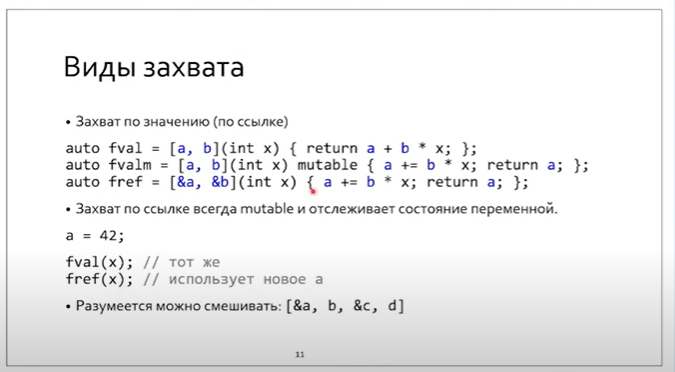 Виды захвата
• Захват по значению (по ссылке)
auto fval = [a, b](int x) { return a + b * x; };
auto fvalm = [a, b](int x) mutable { a += b * x; return a; };
auto fref = [&a, &b](int x) { a += b * x; return a; };
• Захват по ссылке всегда mutable и отслеживает состояние переменной.
a = 42;
fval(x); // тот же
fref(x); // использует новое a
• Разумеется можно смешивать: [&a, b, &c, d]
11